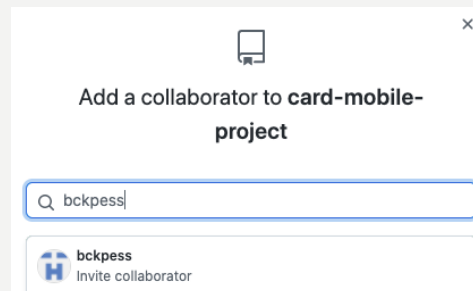 Add a collaborator to card-mobile-
project
bckpess
bckpess
Invite collaborator